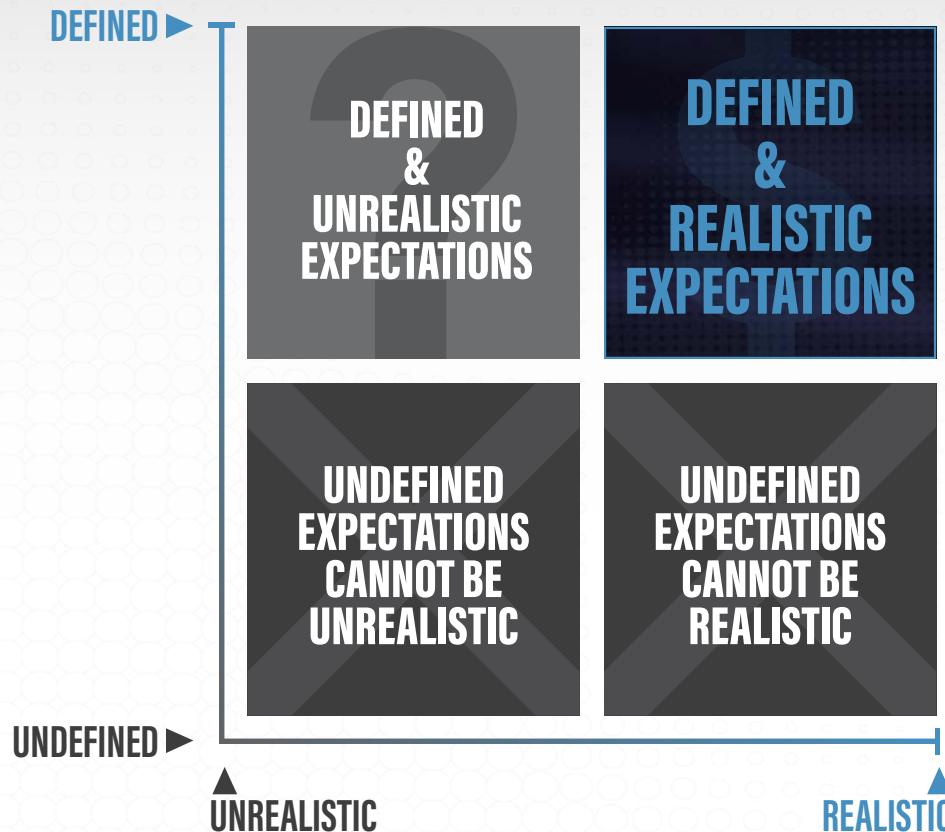 DEFINED ▶
DEFINED
&
UNREALISTIC
EXPECTATIONS
DEFINED
&
REALISTIC
EXPECTATIONS
UNDEFINED
EXPECTATIONS
CANNOT BE
UNREALISTIC
UNDEFINED
EXPECTATIONS
CANNOT BE
REALISTIC
UNDEFINED ▶
UNREALISTIC
REALISTIC